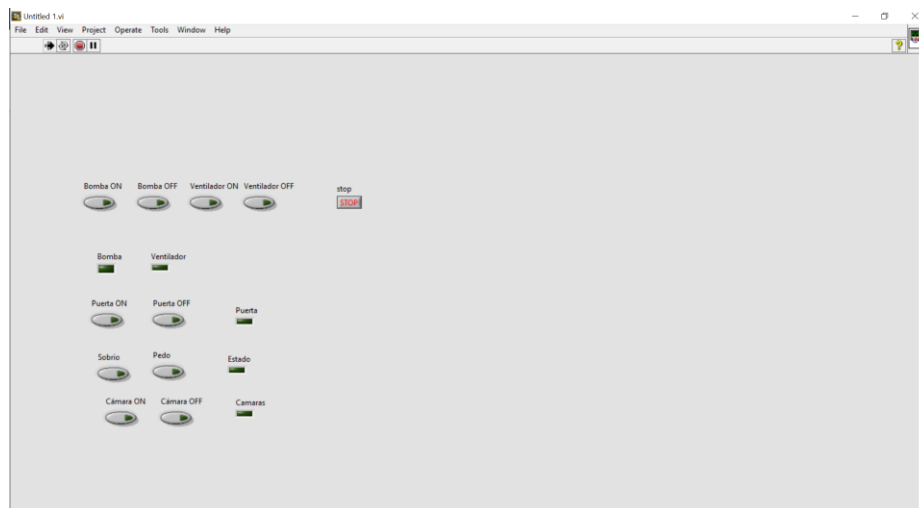 Untitled 1.vi
File Edit View Project Operate Tools Window Help
Bomba ON Bomba OFF Ventilador ON Ventilador OFF
stop
STOP
Bomba Ventilador
Puerta ON Puerta OFF
Puerta
Sobrio Pedo
Estado
Cámara ON Cámara OFF
Camaras